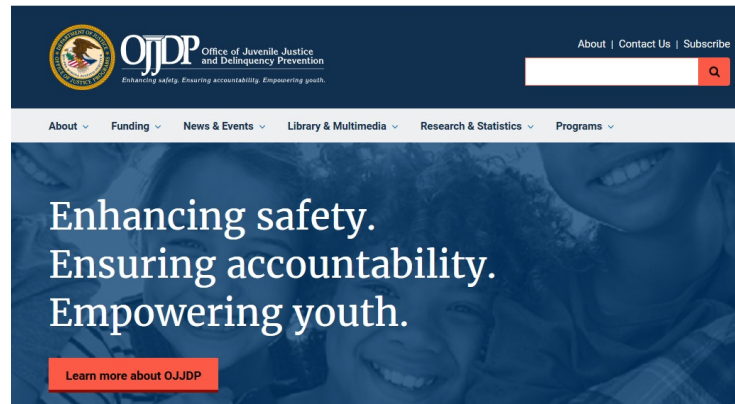 About | Contact Us | Subscribe
OJJDP
Office of Juvenile Justice
and Delinquency Prevention
Enhancing safety. Ensuring accountability. Empowering youth.
About Funding News & Events Library & Multimedia Research & Statistics Programs
Enhancing safety.
Ensuring accountability.
Empowering youth.
Learn more about OJJDP